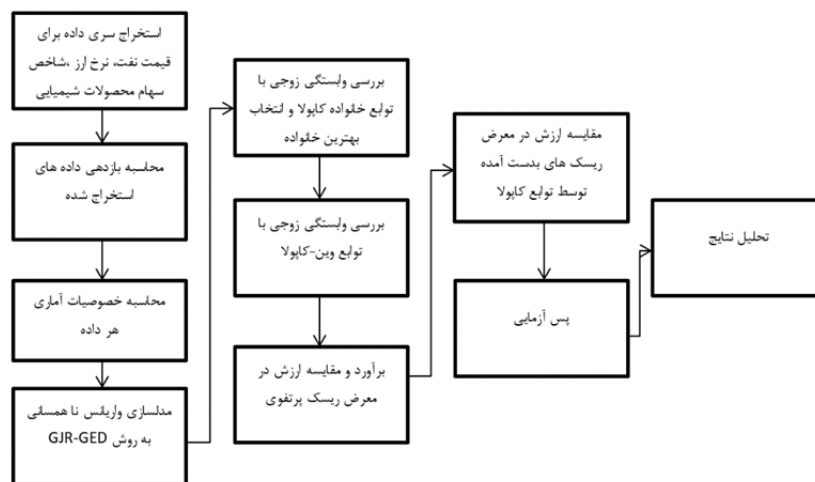 استخراج سری داده برای
قیمت نفت، نرخ ارز ،شاخص
سهام محصولات شیمیایی
محاسبه بازدهی داده های
استخراج شده
محاسبه خصوصیات آماری
هر داده
مدلسازی واریانس نا همسانی
به روش GJR-GED
بررسی وابستگی زوجی با
توابع خانواده کاپولا و انتخاب
بهترین خانواده
بررسی وابستگی زوجی با
توابع وین-کاپولا
برآورد و مقایسه ارزش در
معرض ریسک پرتفوی
مقایسه ارزش در معرض
ریسک های بدست آمده
توسط توابع کاپولا
پس آزمایی
تحلیل نتایج